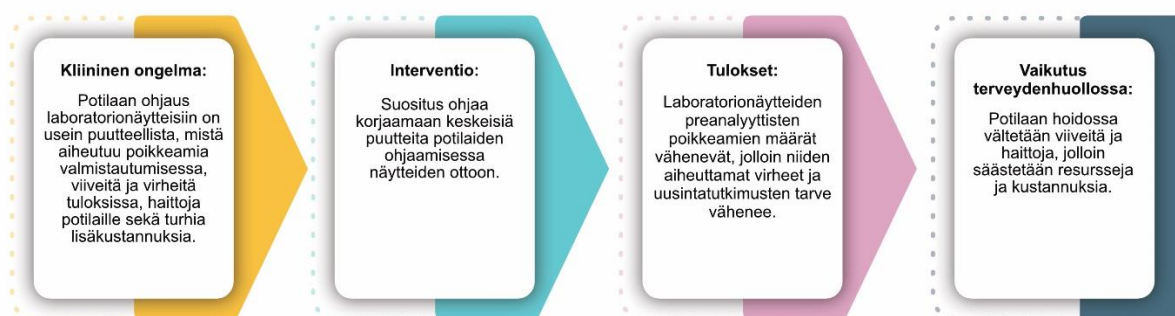 Kliininen ongelma:
Potilaan ohjaus
laboratorionäytteisiin on
usein puutteellista, mistä
aiheutuu poikkeamia
valmistautumisessa,
viiveitä ja virheitä
tuloksissa, haittoja
potilaille sekä turhia
lisäkustannuksia.
Interventio:
Suositus ohjaa
korjaamaan keskeisiä
puutteita potilaiden
ohjaamisessa
näytteiden ottoon.
Tulokset:
Laboratorionäytteiden
preanalyyttisten
poikkeamien määrät
vähenevät, jolloin niiden
aiheuttamat virheet ja
uusintatutkimusten tarve
vähenee.
Vaikutus
terveydenhuollossa:
Potilaan hoidossa
vältetään viiveitä ja
haittoja, jolloin
säästetään resursseja
ja kustannuksia.